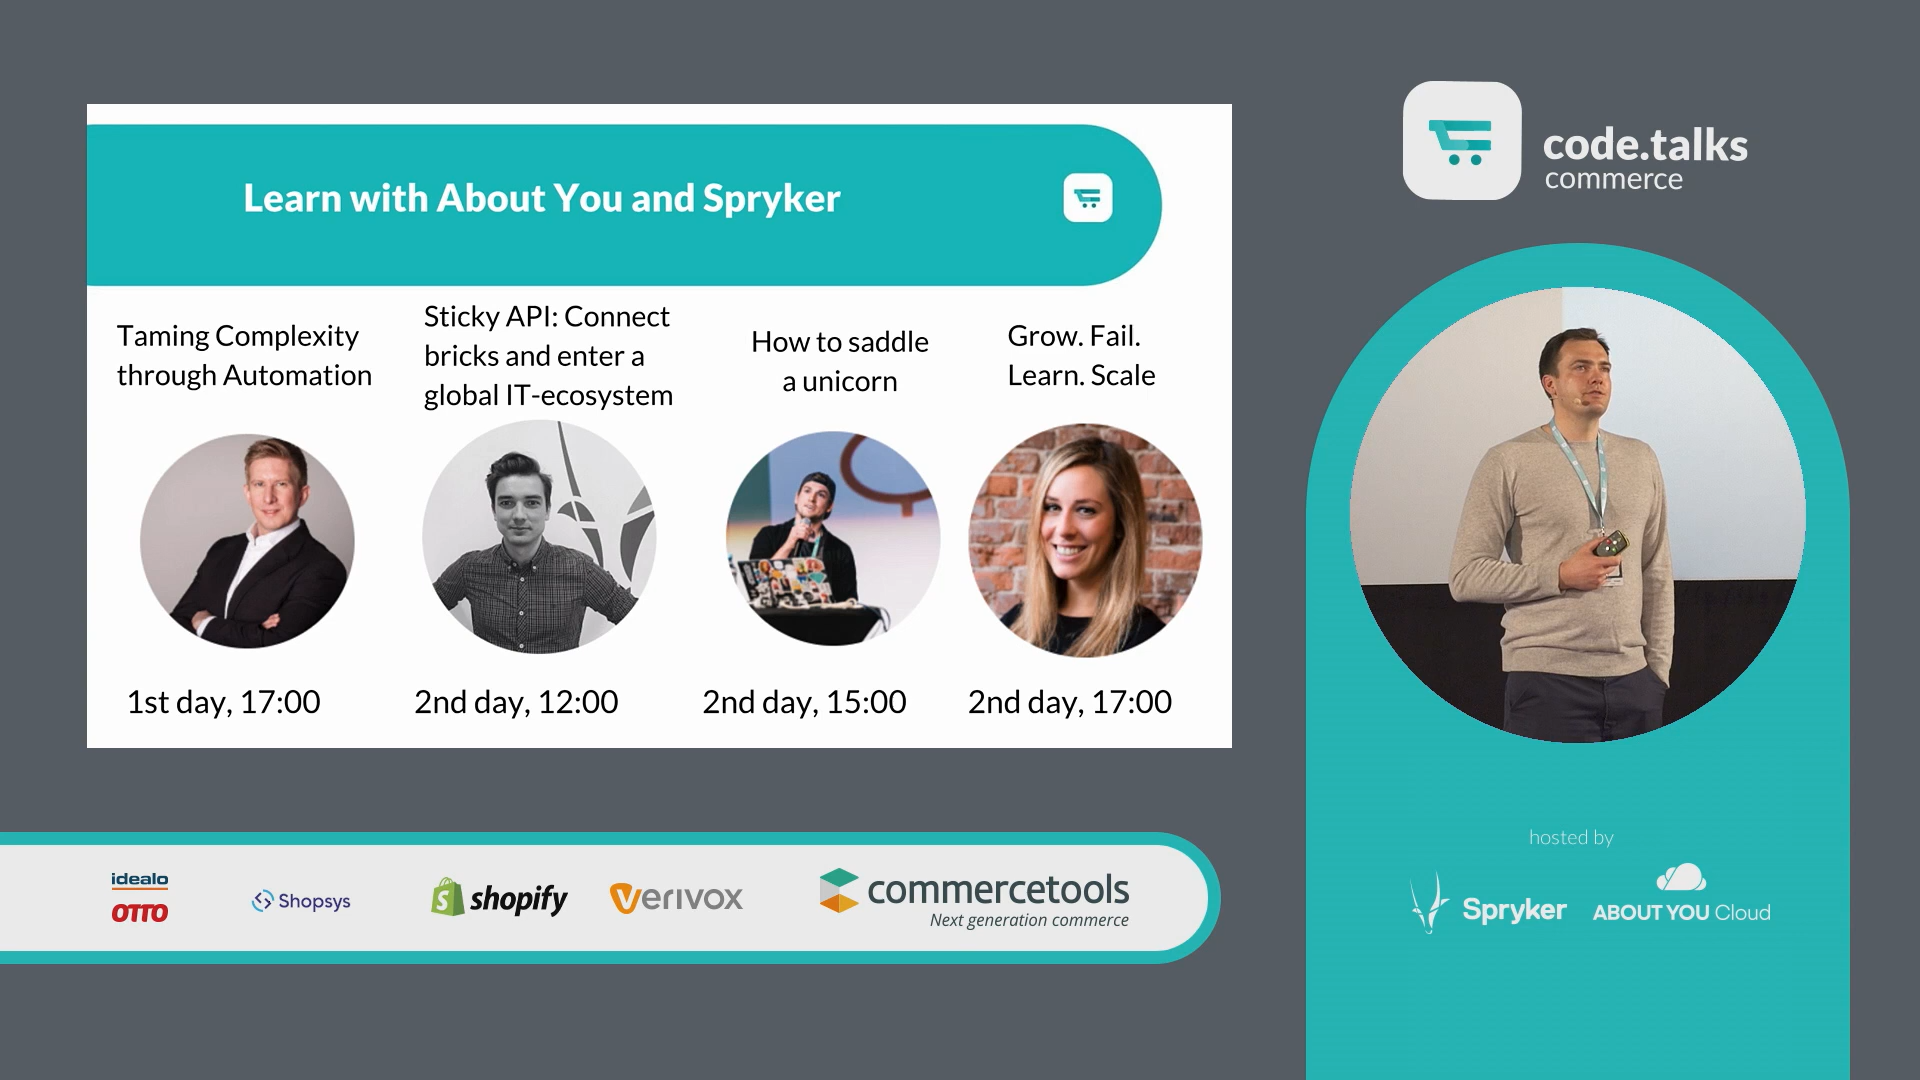 code.talks
commerce
Learn with About You and Spryker
Taming Complexity
through Automation
Sticky API: Connect
bricks and enter a
global IT-ecosystem
How to saddle
a unicorn
Grow. Fail.
Learn. Scale
1st day, 17:00
2nd day, 12:00
2nd day, 15:00
2nd day, 17:00
hosted by
Spryker
ABOUT YOU Cloud
idealo
OTTO
Shopsys
shopify
verivox
commercetools
Next generation commerce